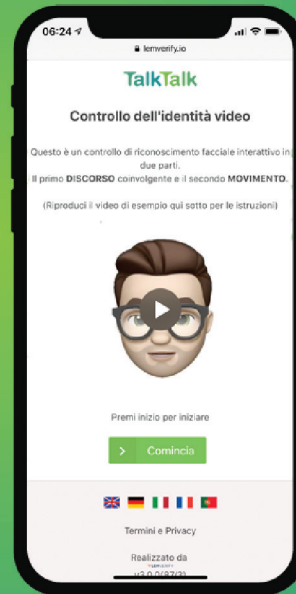 06:24
lemverify.io
TalkTalk
Controllo dell'identità video
Questo è un controllo di riconoscimento facciale interattivo in
due parti.
Il primo DISCORSO coinvolgente e il secondo MOVIMENTO.
(Riproduci il video di esempio qui sotto per le istruzioni)
Premi inizio per iniziare
Comincia
Termini e Privacy
Realizzato da